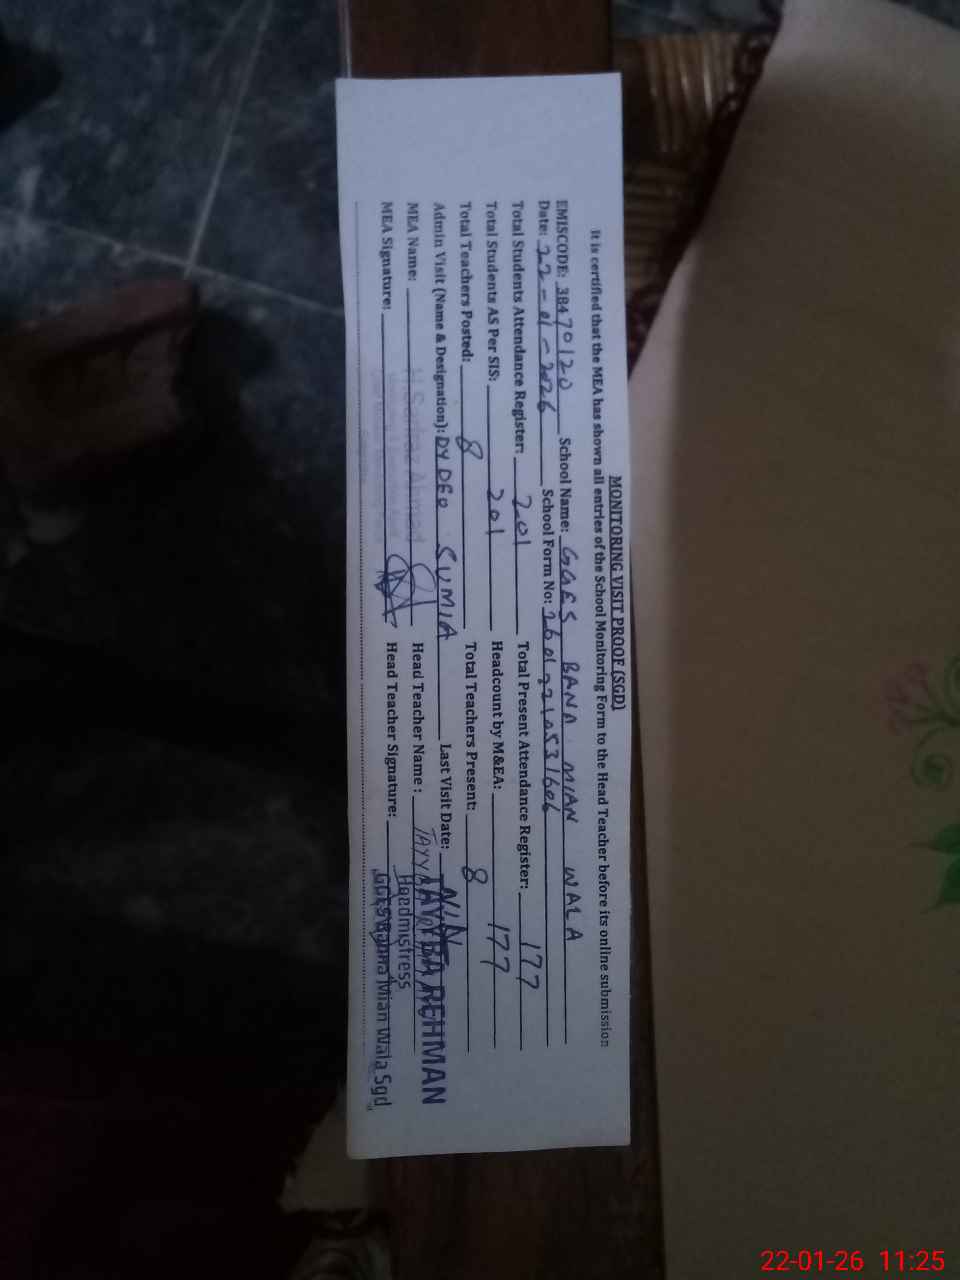 MONITORING VISIT PROOF (SGD)
It is certified that the MEA has shown all entries of the School Monitoring Form to the Head Teacher before its online submission
EMISCODE: 38470120 School Name: GGES BANA MIAN WALA
Date: 22-01-2026 School Form No: 260122105331606
Total Students Attendance Register: 201 Total Present Attendance Register: 177
Total Students AS Per SIS: 201 Headcount by M&EA: 177
Total Teachers Posted: 8 Total Teachers Present: 8
Admin Visit (Name & Designation): DY DEO SUMIA Last Visit Date:
MEA Name: Ahmad Head Teacher Name :
MEA Signature: Head Teacher Signature:
TAYYBA REHMAN
Headmistress
Mian Wala Sgd
22-01-26 11:25